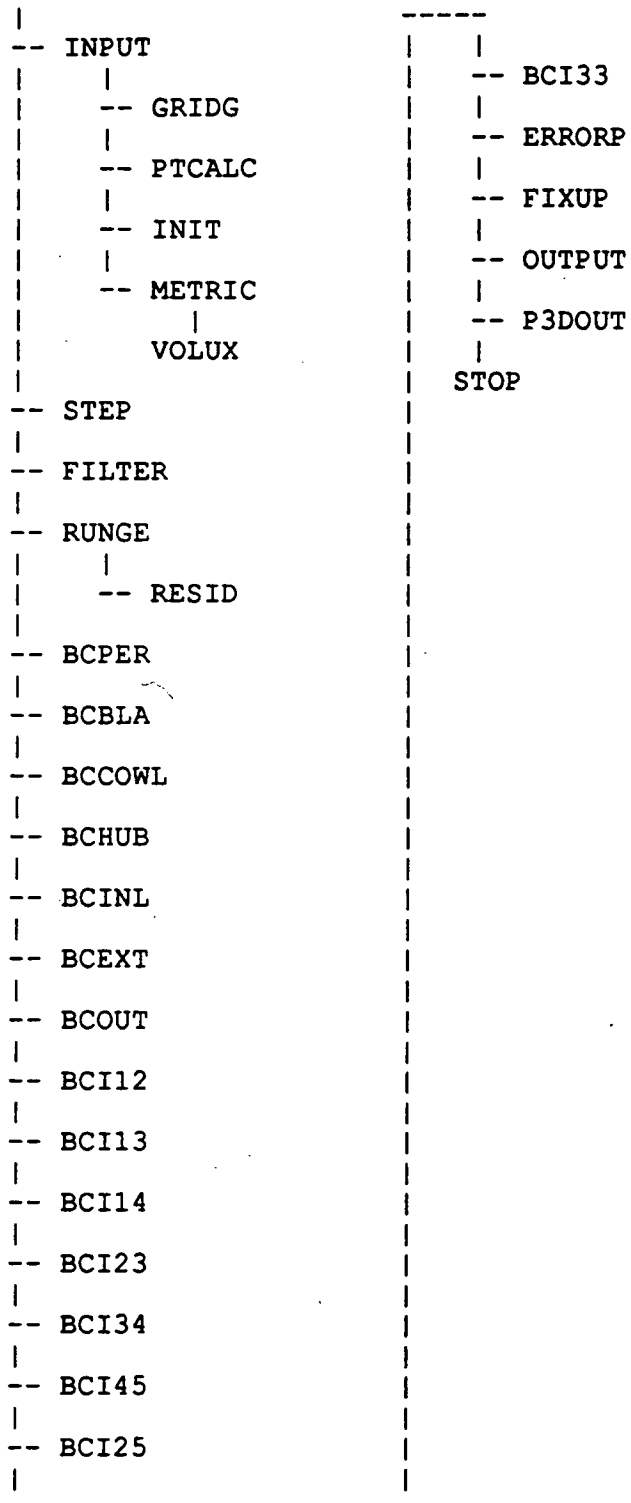 INPUT
GRIDG
PTCALC
INIT
METRIC
VOLUX
STEP
FILTER
RUNGE
RESID
BCPER
BCBLA
BCCOWL
BCHUB
BCINL
BCEXT
BCOUT
BCI12
BCI13
BCI14
BCI23
BCI34
BCI45
BCI25
BCI33
ERRORP
FIXUP
OUTPUT
P3DOUT
STOP